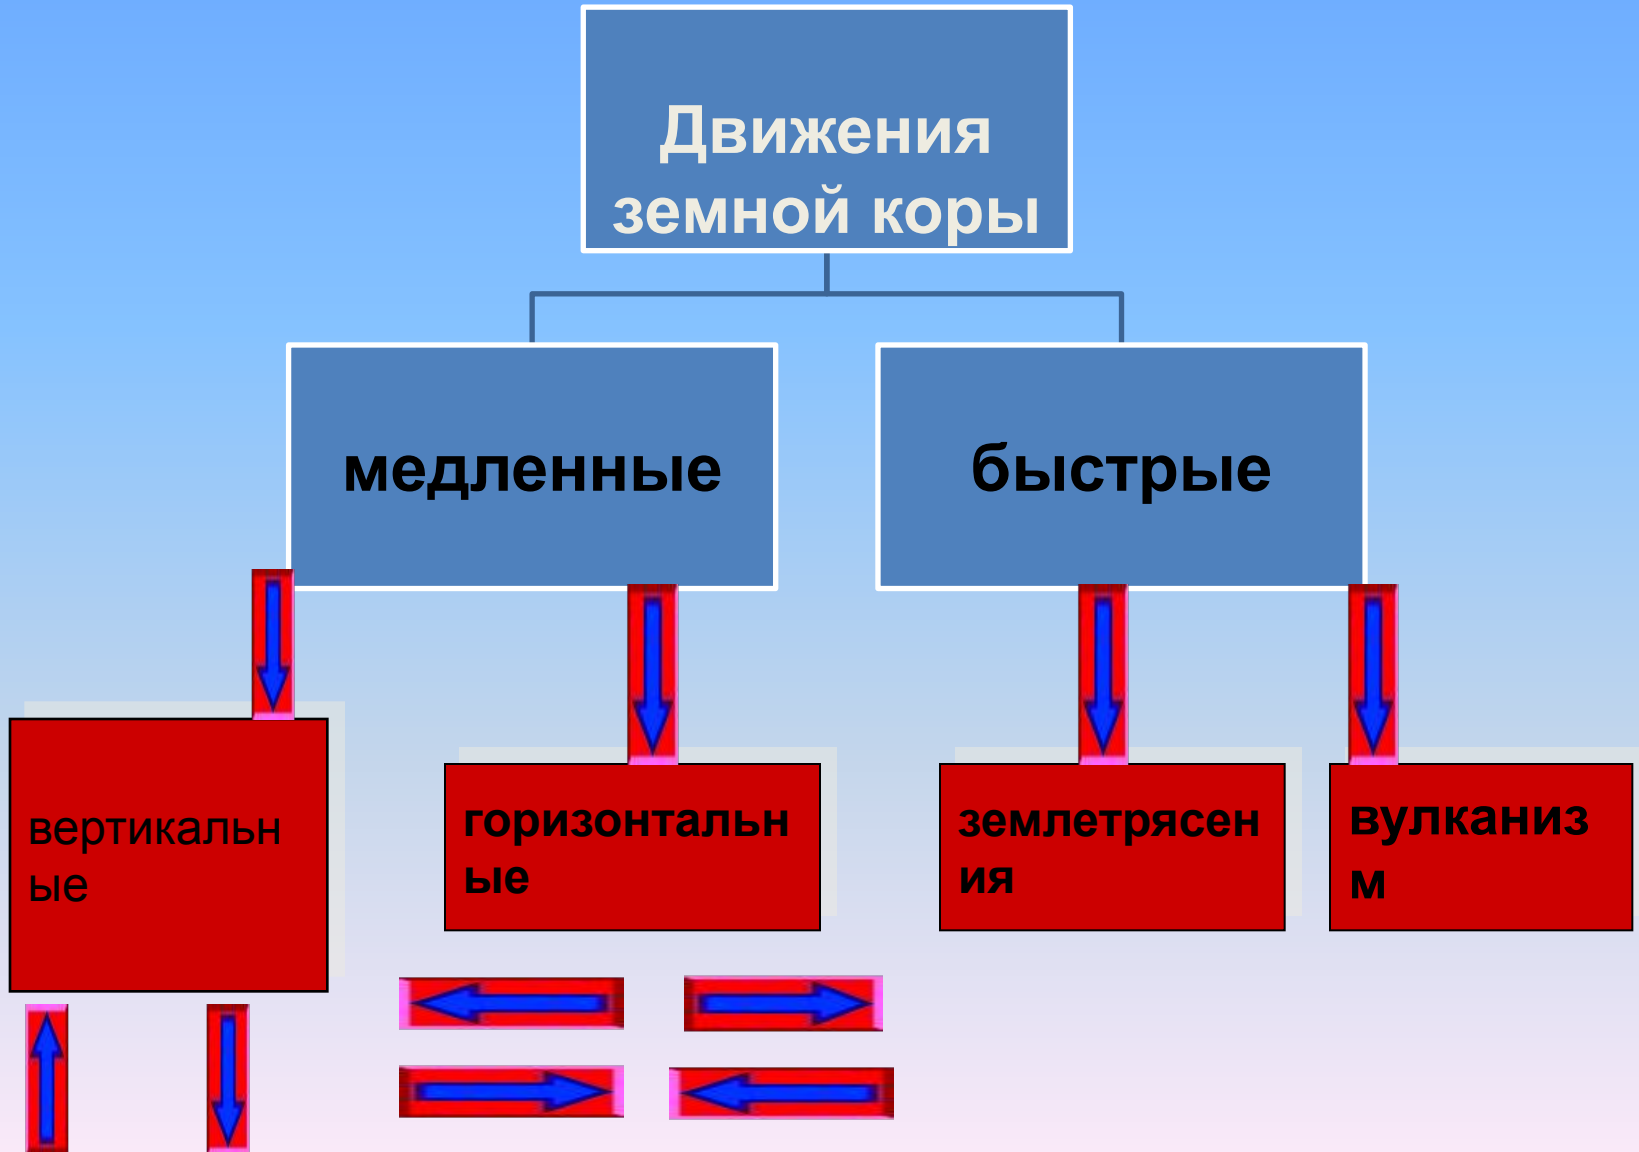 Движения
земной коры
медленные
быстрые
вертикальн
ые
горизонтальн
ые
землетрясен
ия
вулканиз
м